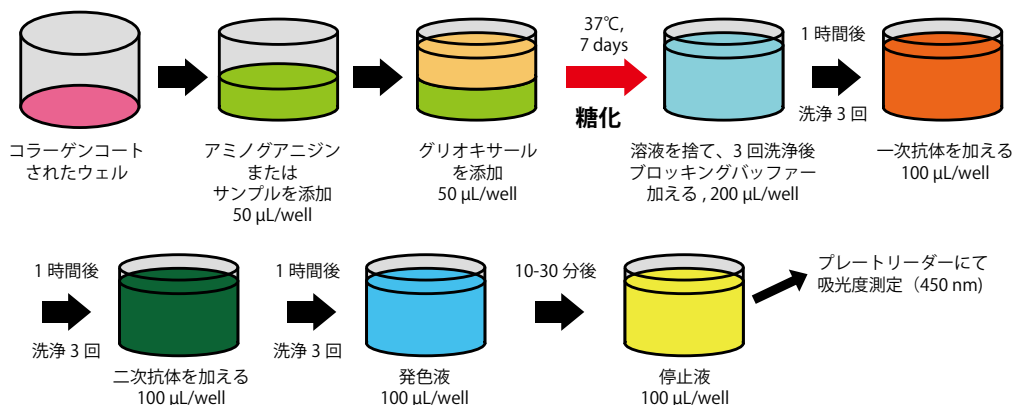 コラーゲンコート
されたウェル
アミノグアニジン
または
サンプルを添加
50 μL/well
グリオキサール
を添加
50 μL/well
37℃,
7 days
糖化
溶液を捨て、3 回洗浄後
ブロッキングバッファー
加える , 200 μL/well
1 時間後
洗浄 3 回
一次抗体を加える
100 μL/well
1 時間後
洗浄 3 回
二次抗体を加える
100 μL/well
1 時間後
洗浄 3 回
発色液
100 μL/well
10-30 分後
停止液
100 μL/well
プレートリーダーにて
吸光度測定（450 nm)